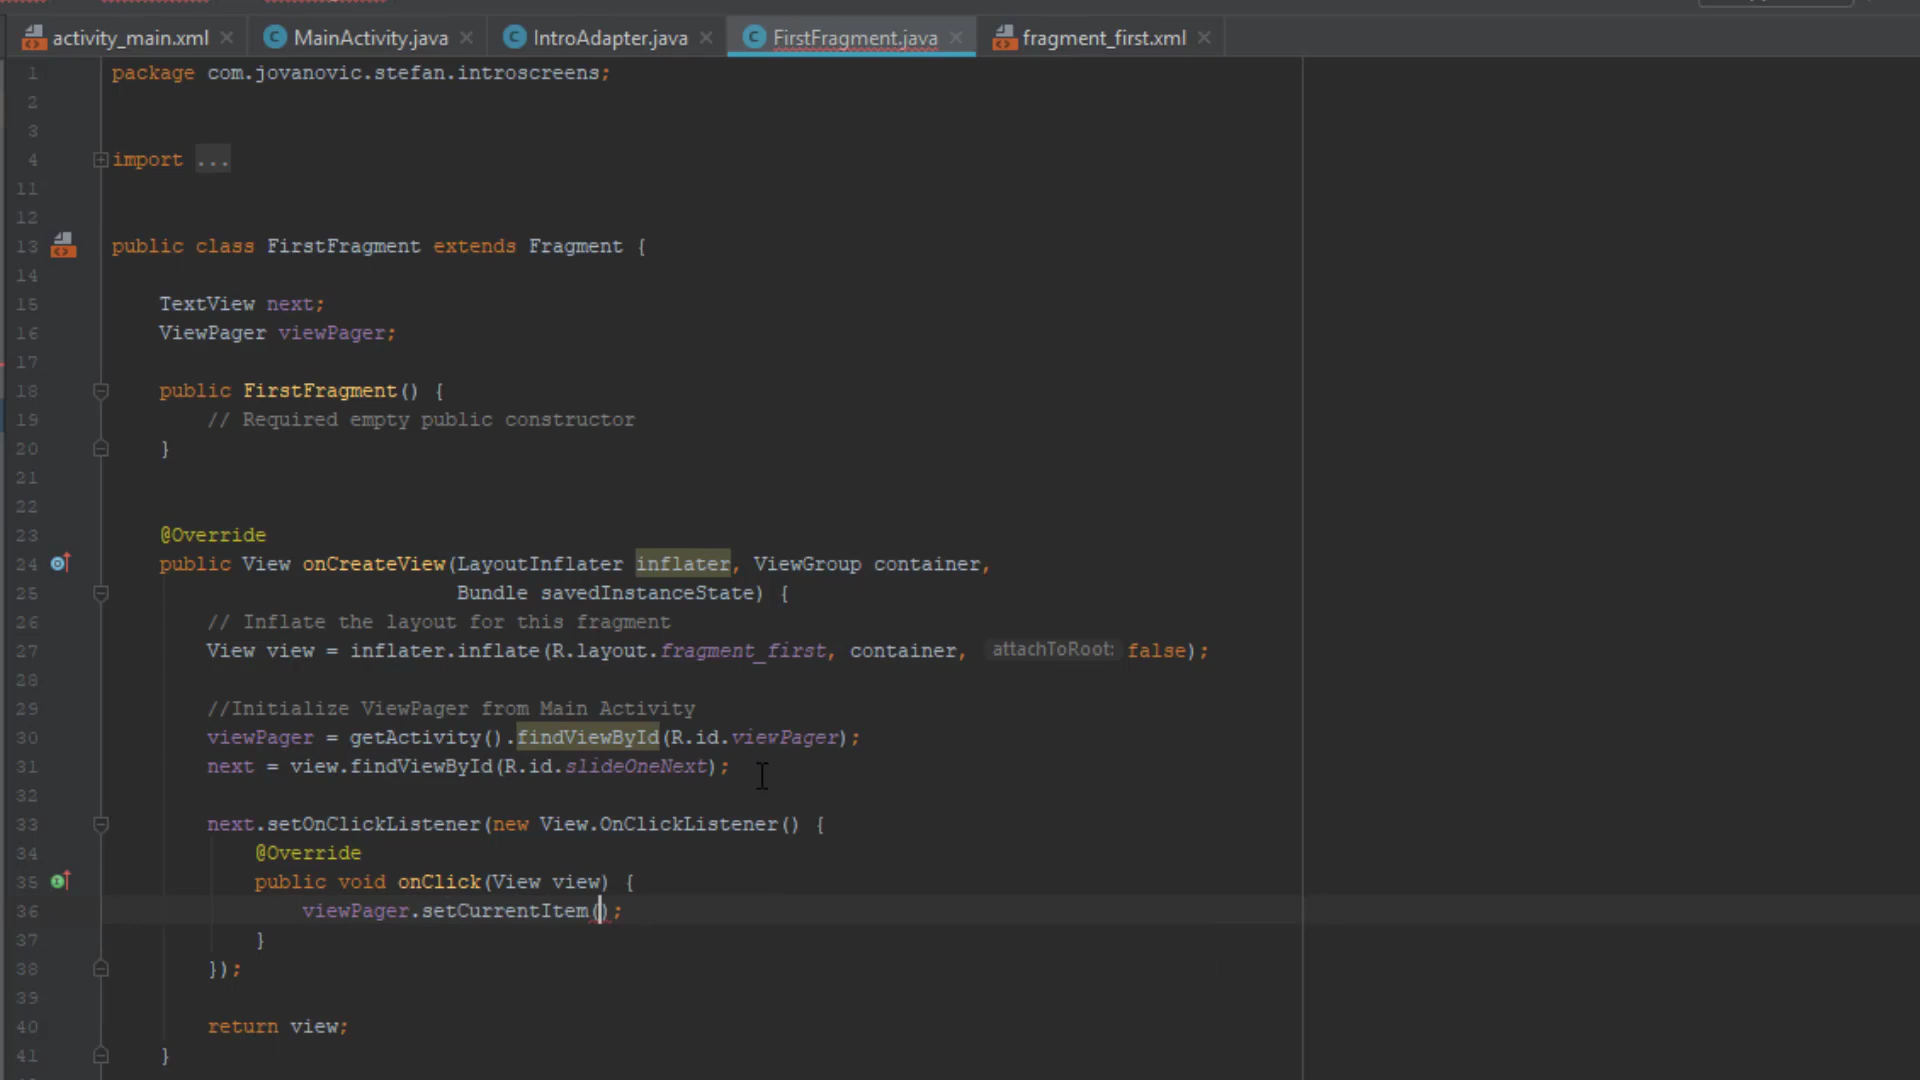 activity_main.xml MainActivity.java IntroAdapter.java FirstFragment.java fragment_first.xml
1 package com.jovanovic.stefan.introscreens;
2
3
4 import ...
11
12
13 public class FirstFragment extends Fragment {
14
15 TextView next;
16 ViewPager viewPager;
17
18 public FirstFragment() {
19 // Required empty public constructor
20 }
21
22
23 @Override
24 public View onCreateView(LayoutInflater inflater, ViewGroup container,
25 Bundle savedInstanceState) {
26 // Inflate the layout for this fragment
27 View view = inflater.inflate(R.layout.fragment_first, container, attachToRoot: false);
28
29 //Initialize ViewPager from Main Activity
30 viewPager = getActivity().findViewById(R.id.viewPager);
31 next = view.findViewById(R.id.slideOneNext);
32
33 next.setOnClickListener(new View.OnClickListener() {
34 @Override
35 public void onClick(View view) {
36 viewPager.setCurrentItem();
37 }
38 });
39
40 return view;
41 }